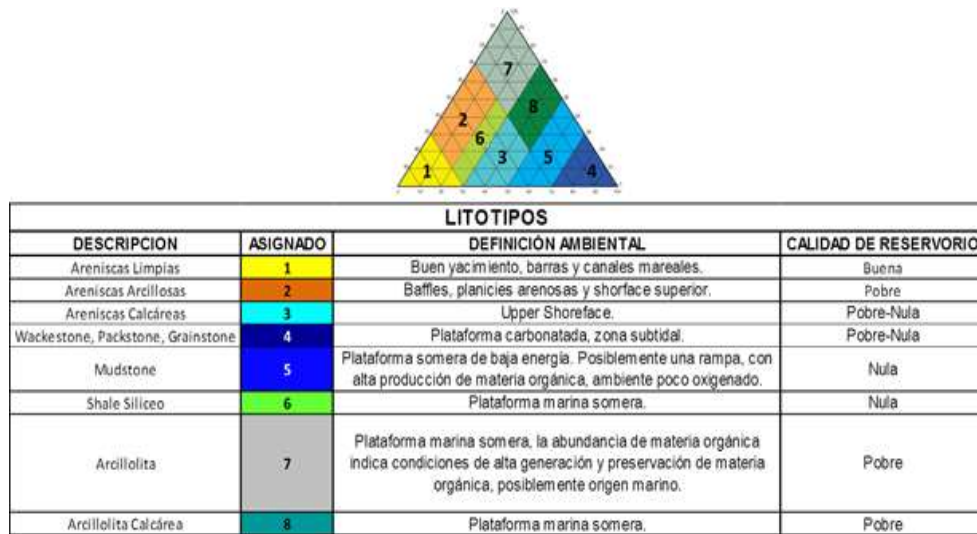 7
8
2
6
3
5
1
4
LITOTIPOS
DESCRIPCION ASIGNADO DEFINICIÓN AMBIENTAL CALIDAD DE RESERVORIO
Areniscas Limpias 1 Buen yacimiento, barras y canales mareales. Buena
Areniscas Arcillosas 2 Baffles, planicies arenosas y shorface superior. Pobre
Areniscas Calcáreas 3 Upper Shoreface. Pobre-Nula
Wackestone, Packstone, Grainstone 4 Plataforma carbonatada, zona subtidal. Pobre-Nula
Mudstone 5 Plataforma somera de baja energía. Posiblemente una rampa, con
alta producción de materia orgánica, ambiente poco oxigenado. Nula
Shale Siliceo 6 Plataforma marina somera. Nula
Arcillolita 7 Plataforma marina somera, la abundancia de materia orgánica
indica condiciones de alta generación y preservación de materia
orgánica, posiblemente origen marino. Pobre
Arcillolita Calcárea 8 Plataforma marina somera. Pobre